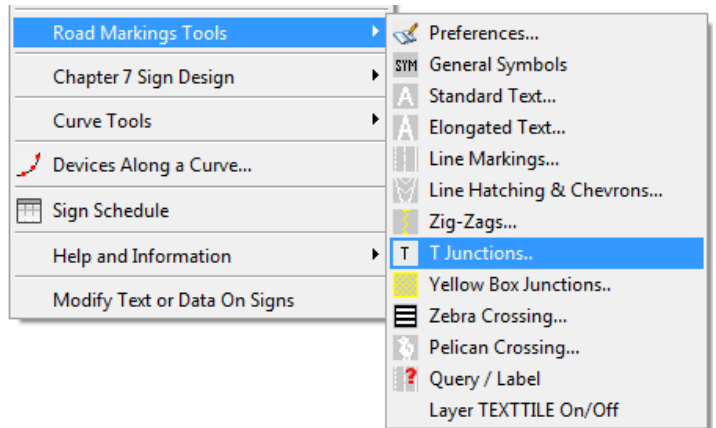 Road Markings Tools
Chapter 7 Sign Design
Curve Tools
Devices Along a Curve...
Sign Schedule
Help and Information
Modify Text or Data On Signs
Preferences...
SYM General Symbols
A Standard Text...
A Elongated Text...
Line Markings...
Line Hatching & Chevrons...
Zig-Zags...
T T Junctions..
Yellow Box Junctions..
Zebra Crossing...
Pelican Crossing...
? Query / Label
Layer TEXTTILE On/Off